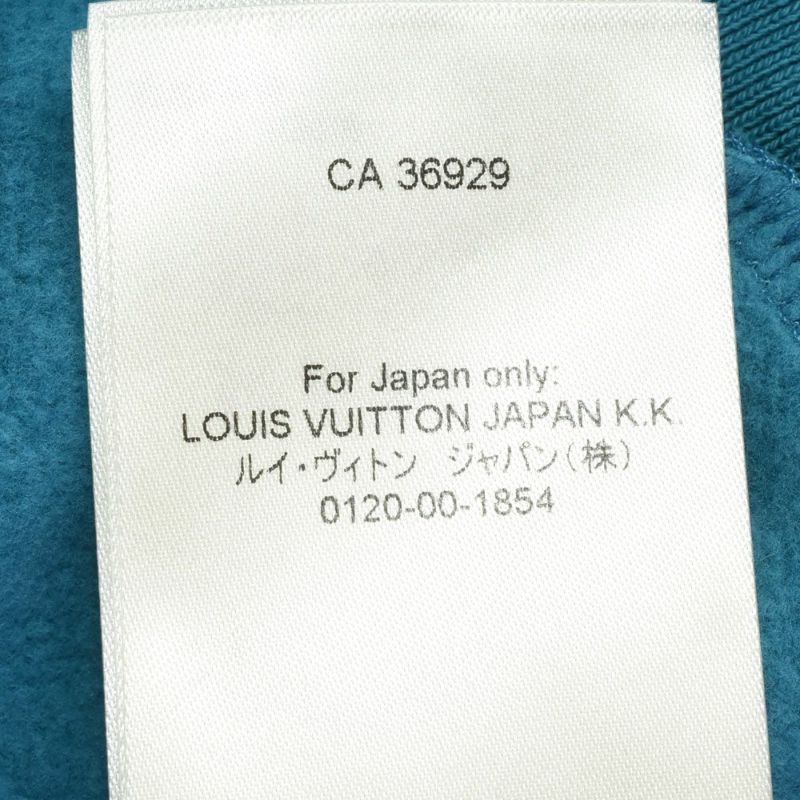 CA 36929
For Japan only:
LOUIS VUITTON JAPAN K.K.
ルイ・ヴィトン　ジャパン(株)
0120-00-1854